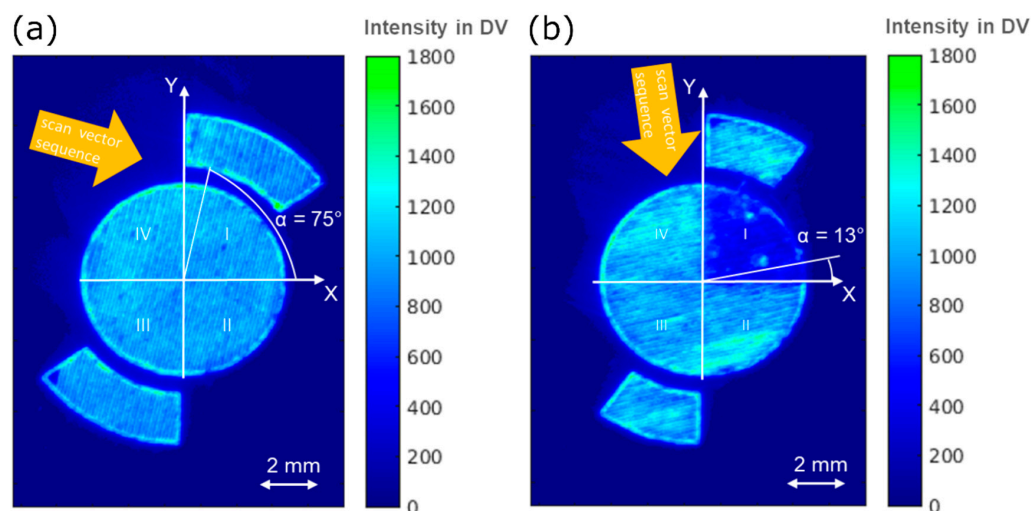 (a)
Intensity in DV
1800
1600
1400
1200
1000
800
600
400
200
0
scan vector
sequence
Y
X
α = 75°
IV
I
III
II
2 mm
(b)
Intensity in DV
1800
1600
1400
1200
1000
800
600
400
200
0
scan vector
sequence
Y
X
α = 13°
IV
I
III
II
2 mm